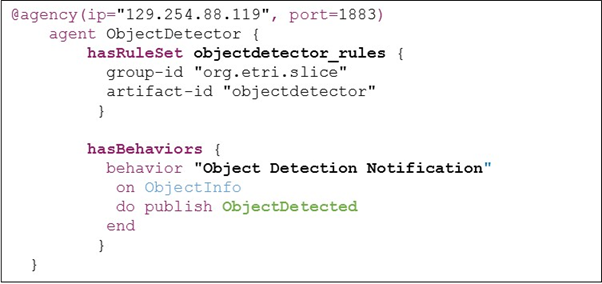 @agency(ip="129.254.88.119", port=1883)
    agent ObjectDetector {
        hasRuleSet objectdetector_rules {
          group-id "org.etri.slice"
          artifact-id "objectdetector"
         }

        hasBehaviors {
          behavior "Object Detection Notification"
           on ObjectInfo
           do publish ObjectDetected
          end
         }
  }